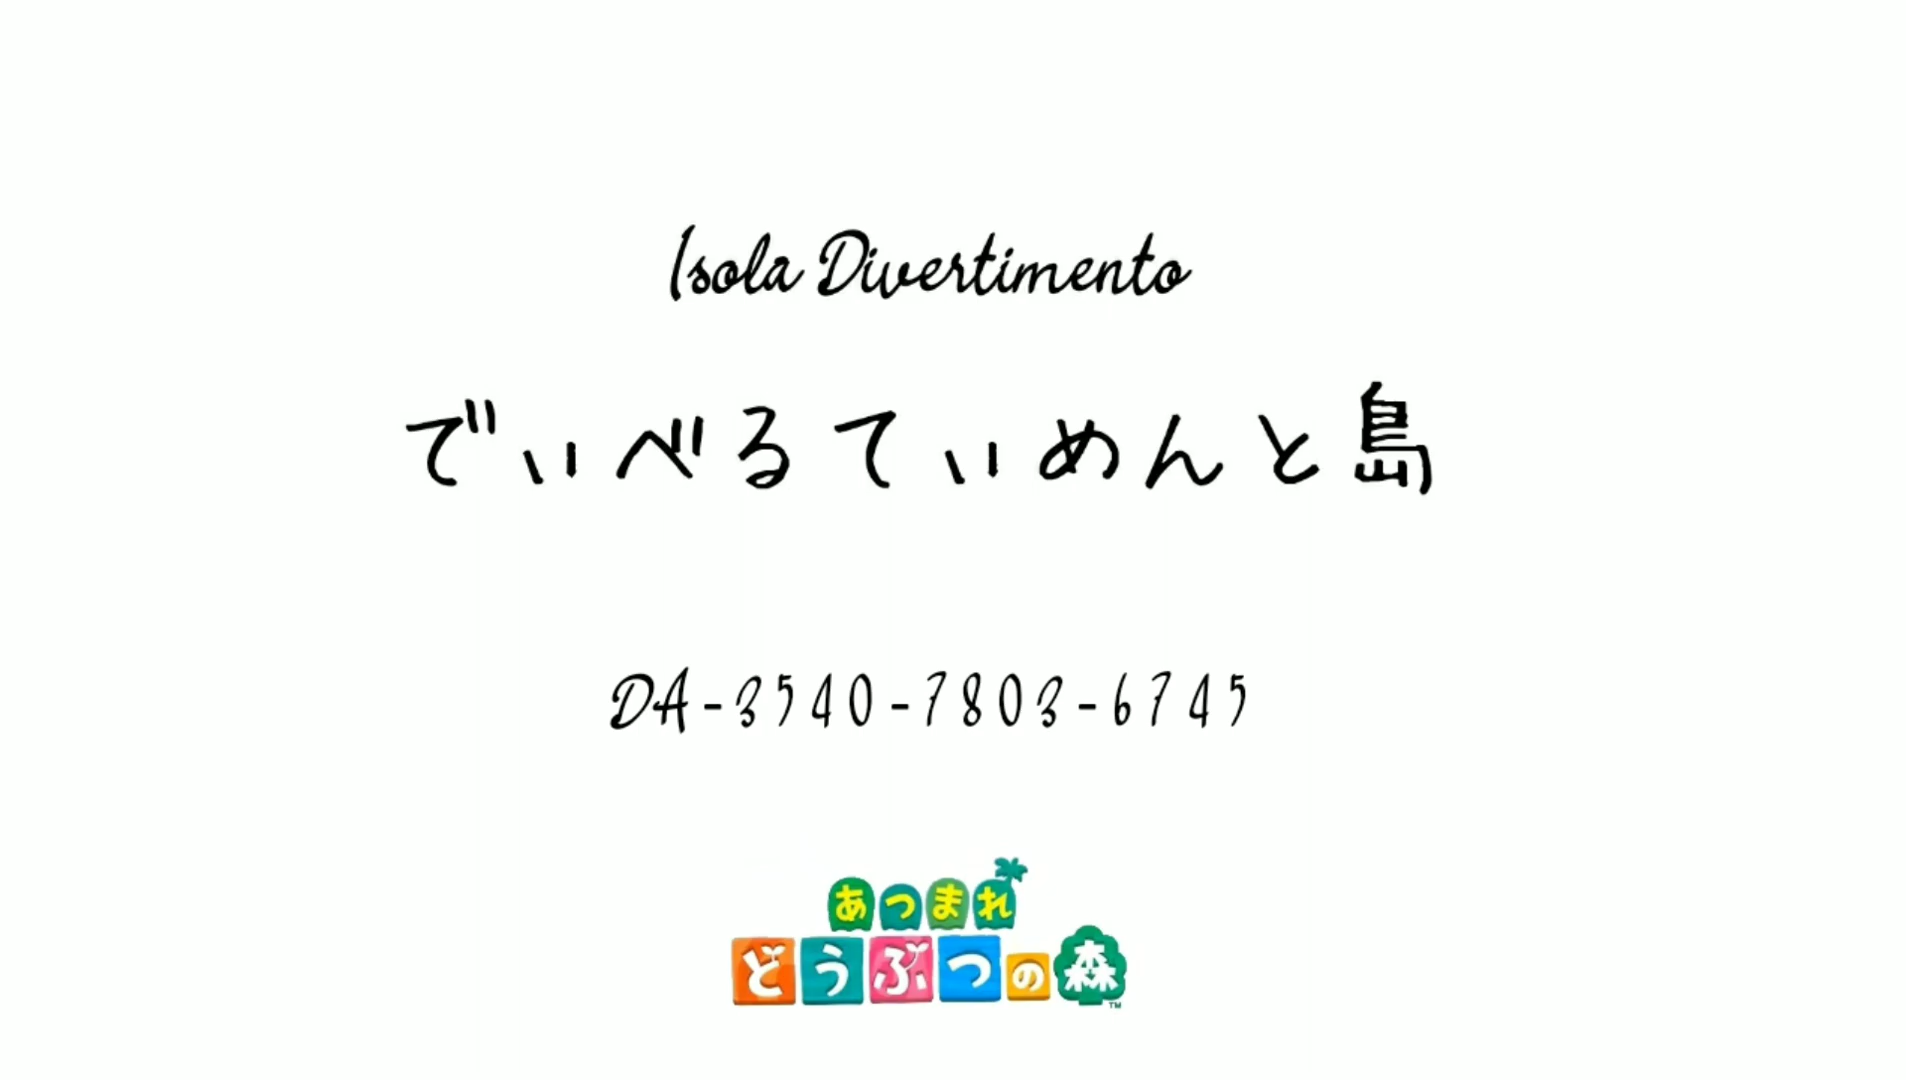 Isola Divertimento
でぃべるてぃめんと島
DA-3540-7803-6745
あつまれ
どうぶつの森
TM